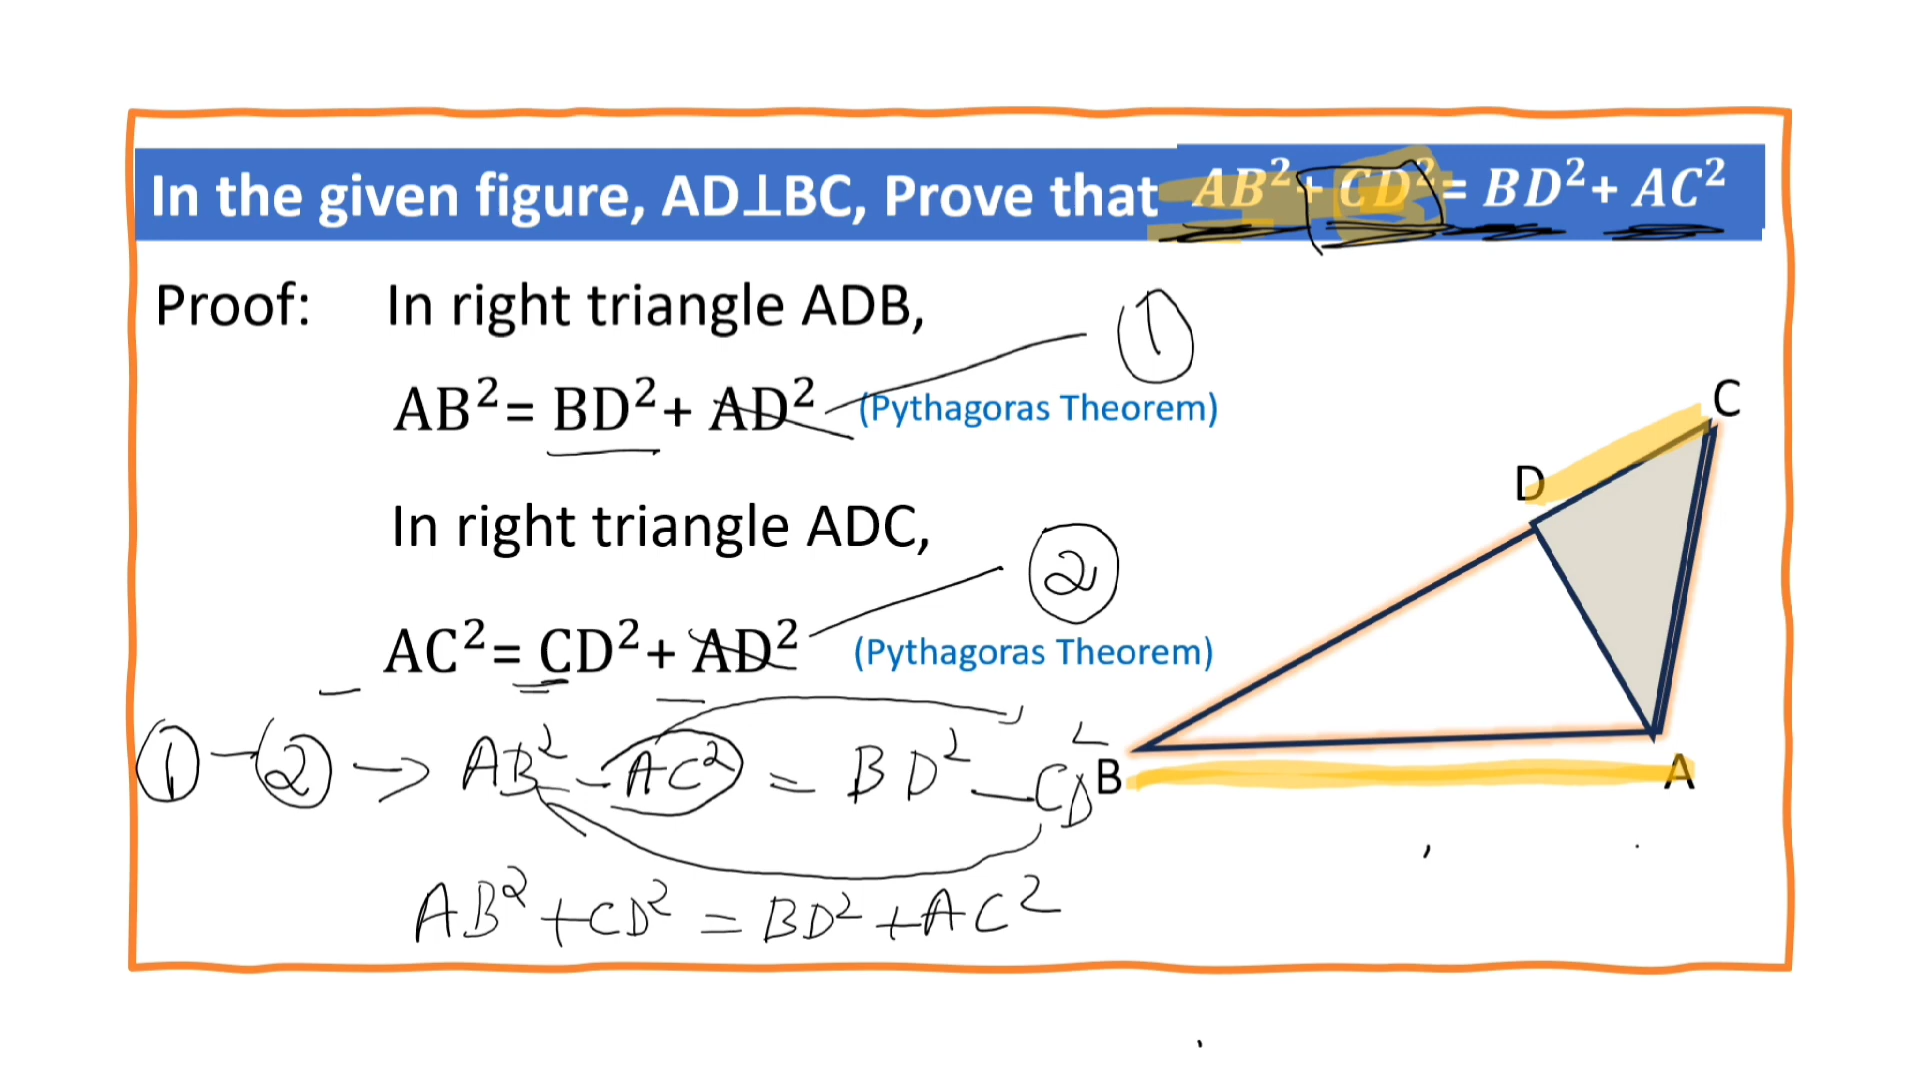 In the given figure, AD⊥BC, Prove that AB²+ CD²= BD²+ AC²
Proof: In right triangle ADB,
①
AB²= BD²+ AD² (Pythagoras Theorem)
C
D
In right triangle ADC,
②
AC²= CD²+ AD² (Pythagoras Theorem)
① - ② → AB² - AC² = BD² - CD²
B
A
AB² + CD² = BD² + AC²